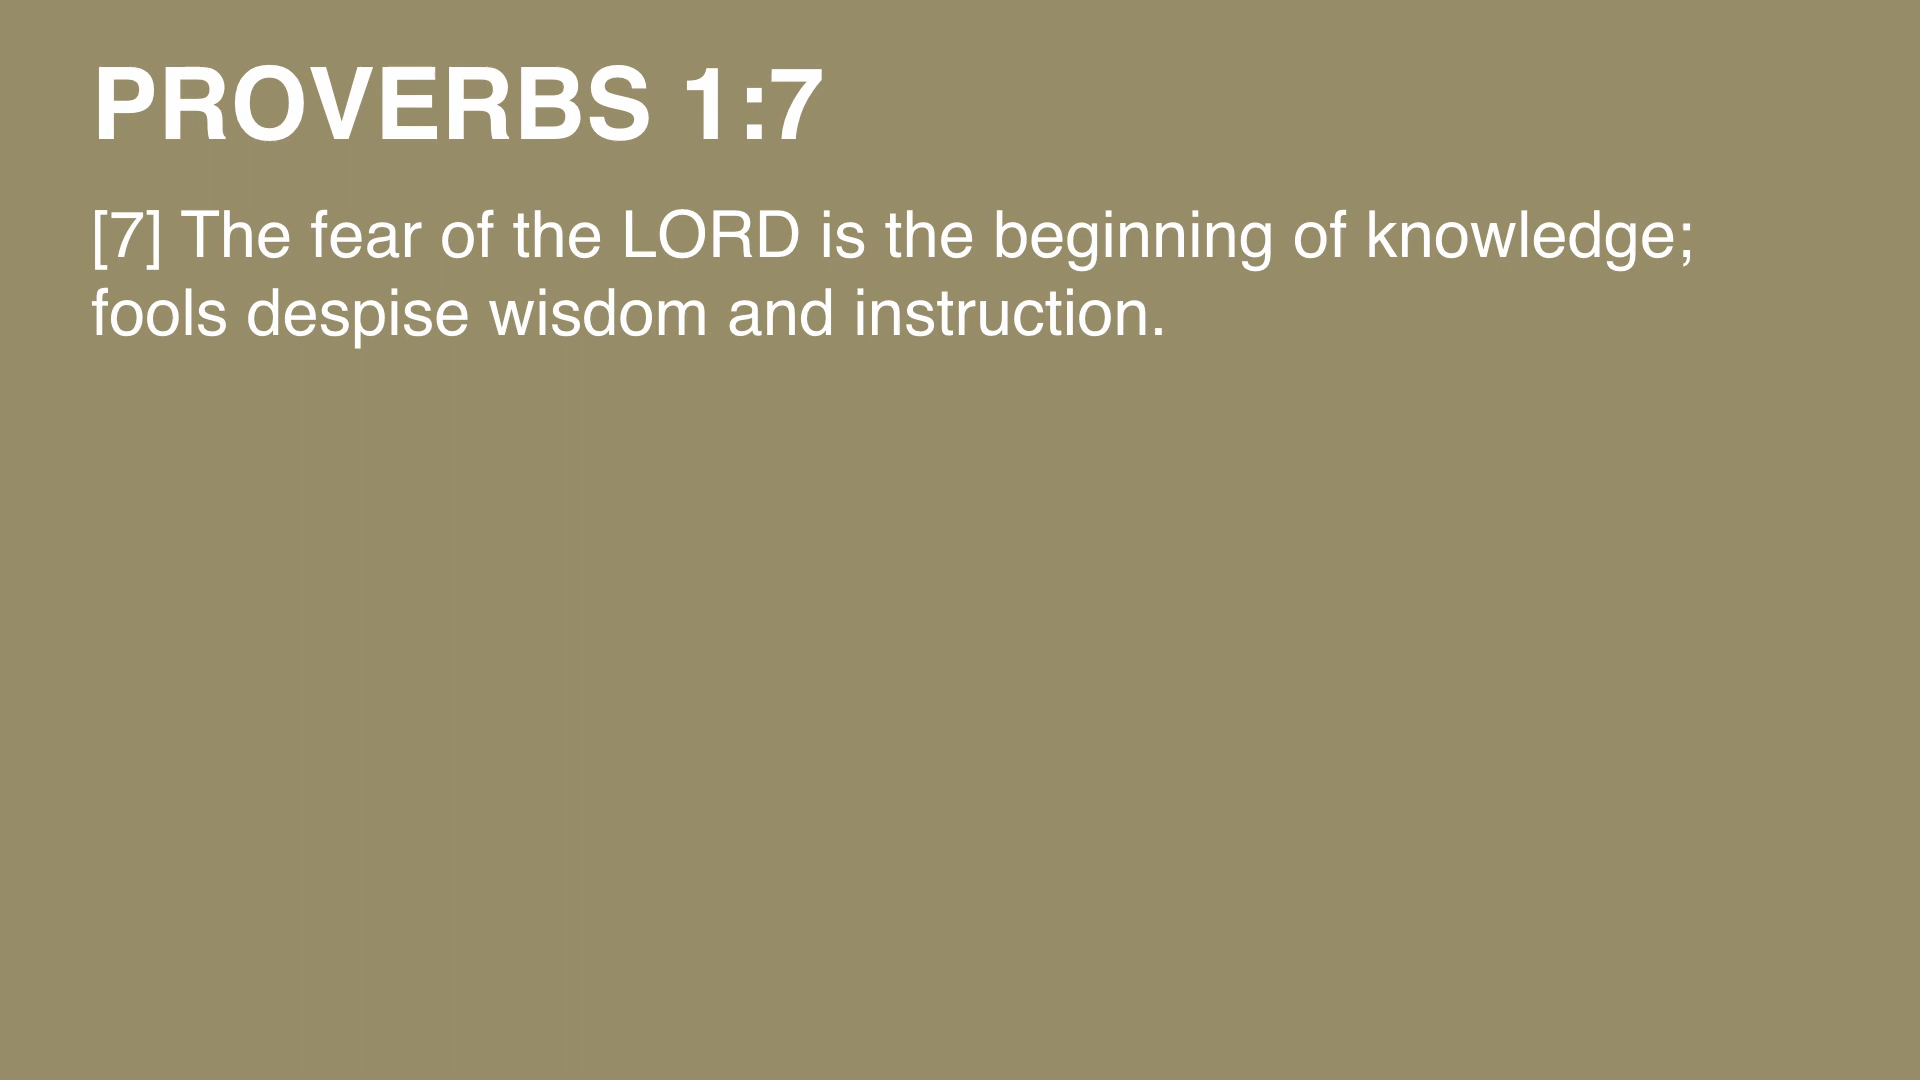 PROVERBS 1:7
[7] The fear of the LORD is the beginning of knowledge;
fools despise wisdom and instruction.